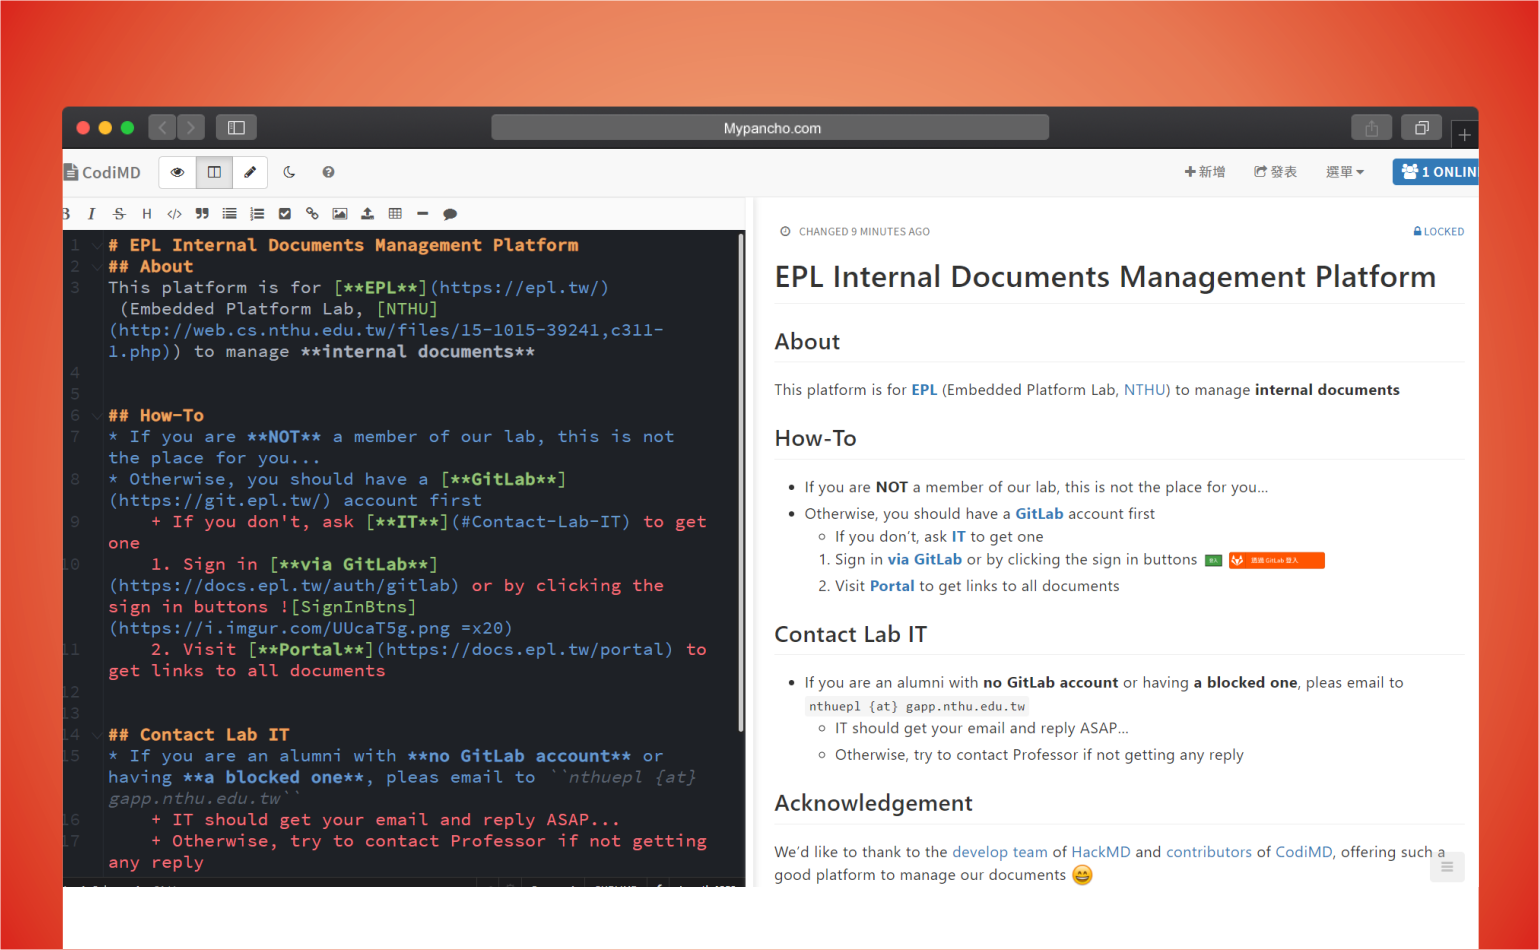 Mypancho.com
CodiMD
新增
發表
選單
1 ONLIN
B I S H </>
1 # EPL Internal Documents Management Platform
2 ## About
3 This platform is for [**EPL**](https://epl.tw/)
(Embedded Platform Lab, [NTHU]
(http://web.cs.nthu.edu.tw/files/15-1015-39241,c311-
1.php)) to manage **internal documents**
4
5
6 ## How-To
7 * If you are **NOT** a member of our lab, this is not
the place for you...
8 * Otherwise, you should have a [**GitLab**]
(https://git.epl.tw/) account first
9 + If you don't, ask [**IT**](#Contact-Lab-IT) to get
one
10 1. Sign in [**via GitLab**]
(https://docs.epl.tw/auth/gitlab) or by clicking the
sign in buttons ![SignInBtns]
(https://i.imgur.com/UUcaT5g.png =x20)
11 2. Visit [**Portal**](https://docs.epl.tw/portal) to
get links to all documents
12
13
14 ## Contact Lab IT
15 * If you are an alumni with **no GitLab account** or
having **a blocked one**, pleas email to ``nthuepl {at}
gapp.nthu.edu.tw``
16 + IT should get your email and reply ASAP...
17 + Otherwise, try to contact Professor if not getting
any reply
CHANGED 9 MINUTES AGO
LOCKED
EPL Internal Documents Management Platform
About
This platform is for EPL (Embedded Platform Lab, NTHU) to manage internal documents
How-To
• If you are NOT a member of our lab, this is not the place for you...
• Otherwise, you should have a GitLab account first
◦ If you don't, ask IT to get one
1. Sign in via GitLab or by clicking the sign in buttons 登入 透過 GitLab 登入
2. Visit Portal to get links to all documents
Contact Lab IT
• If you are an alumni with no GitLab account or having a blocked one, pleas email to
nthuepl {at} gapp.nthu.edu.tw
◦ IT should get your email and reply ASAP...
◦ Otherwise, try to contact Professor if not getting any reply
Acknowledgement
We'd like to thank to the develop team of HackMD and contributors of CodiMD, offering such a
good platform to manage our documents 😄